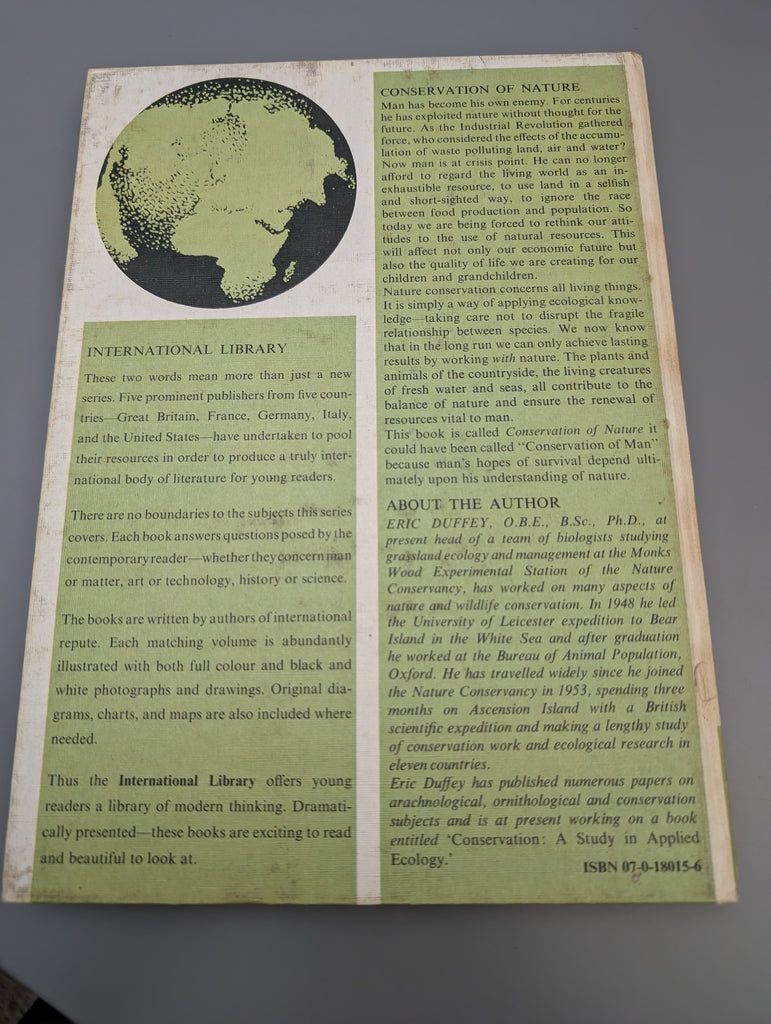 INTERNATIONAL LIBRARY
These two words mean more than just a new
series. Five prominent publishers from five coun-
tries—Great Britain, France, Germany, Italy,
and the United States—have undertaken to pool
their resources in order to produce a truly inter-
national body of literature for young readers.
There are no boundaries to the subjects this series
covers. Each book answers questions posed by the
contemporary reader—whether they concern man
or matter, art or technology, history or science.
The books are written by authors of international
repute. Each matching volume is abundantly
illustrated with both full colour and black and
white photographs and drawings. Original dia-
grams, charts, and maps are also included where
needed.
Thus the International Library offers young
readers a library of modern thinking. Dramati-
cally presented—these books are exciting to read
and beautiful to look at.
CONSERVATION OF NATURE
Man has become his own enemy. For centuries
he has exploited nature without thought for the
future. As the Industrial Revolution gathered
force, who considered the effects of the accumu-
lation of waste polluting land, air and water?
Now man is at crisis point. He can no longer
afford to regard the living world as an in-
exhaustible resource, to use land in a selfish
and short-sighted way, to ignore the race
between food production and population. So
today we are being forced to rethink our atti-
tudes to the use of natural resources. This
will affect not only our economic future but
also the quality of life we are creating for our
children and grandchildren.
Nature conservation concerns all living things.
It is simply a way of applying ecological know-
ledge—taking care not to disrupt the fragile
relationship between species. We now know
that in the long run we can only achieve lasting
results by working with nature. The plants and
animals of the countryside, the living creatures
of fresh water and seas, all contribute to the
balance of nature and ensure the renewal of
resources vital to man.
This book is called Conservation of Nature it
could have been called "Conservation of Man"
because man's hopes of survival depend ulti-
mately upon his understanding of nature.
ABOUT THE AUTHOR
ERIC DUFFEY, O.B.E., B.Sc., Ph.D., at
present head of a team of biologists studying
grassland ecology and management at the Monks
Wood Experimental Station of the Nature
Conservancy, has worked on many aspects of
nature and wildlife conservation. In 1948 he led
the University of Leicester expedition to Bear
Island in the White Sea and after graduation
he worked at the Bureau of Animal Population,
Oxford. He has travelled widely since he joined
the Nature Conservancy in 1953, spending three
months on Ascension Island with a British
scientific expedition and making a lengthy study
of conservation work and ecological research in
eleven countries.
Eric Duffey has published numerous papers on
arachnological, ornithological and conservation
subjects and is at present working on a book
entitled 'Conservation: A Study in Applied
Ecology.'
ISBN 07-0-18015-6